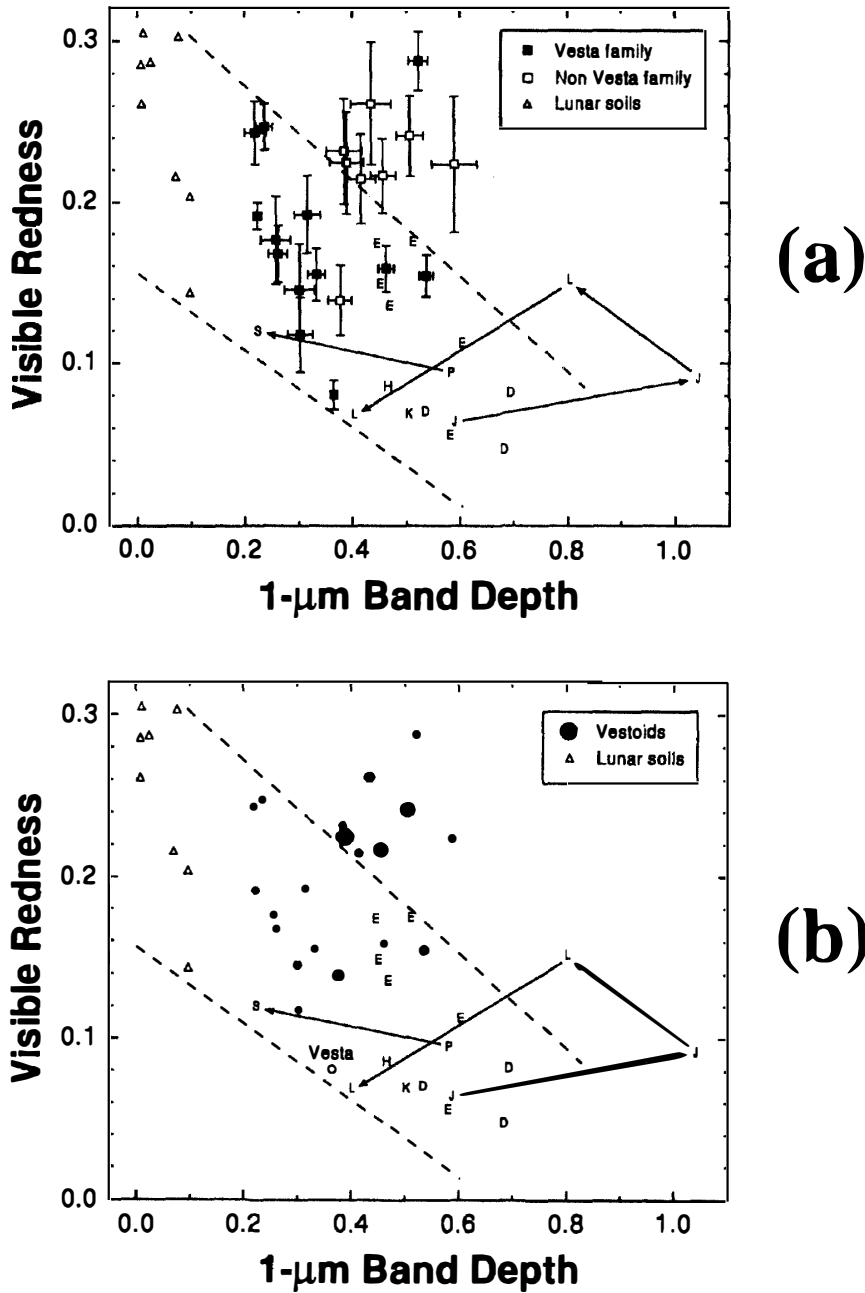 0.3
0.2
0.1
0.0
Visible Redness
Vesta family
Non Vesta family
Lunar soils
(a)
E E
E
E
L
S
E
P
H
J
D
L
K D
J
E
D
0.0 0.2 0.4 0.6 0.8 1.0
1-μm Band Depth
0.3
0.2
0.1
0.0
Visible Redness
Vestoids
Lunar soils
(b)
E E
E
E
L
S
E
P
Vesta
H
J
D
L
K D
J
E
D
0.0 0.2 0.4 0.6 0.8 1.0
1-μm Band Depth